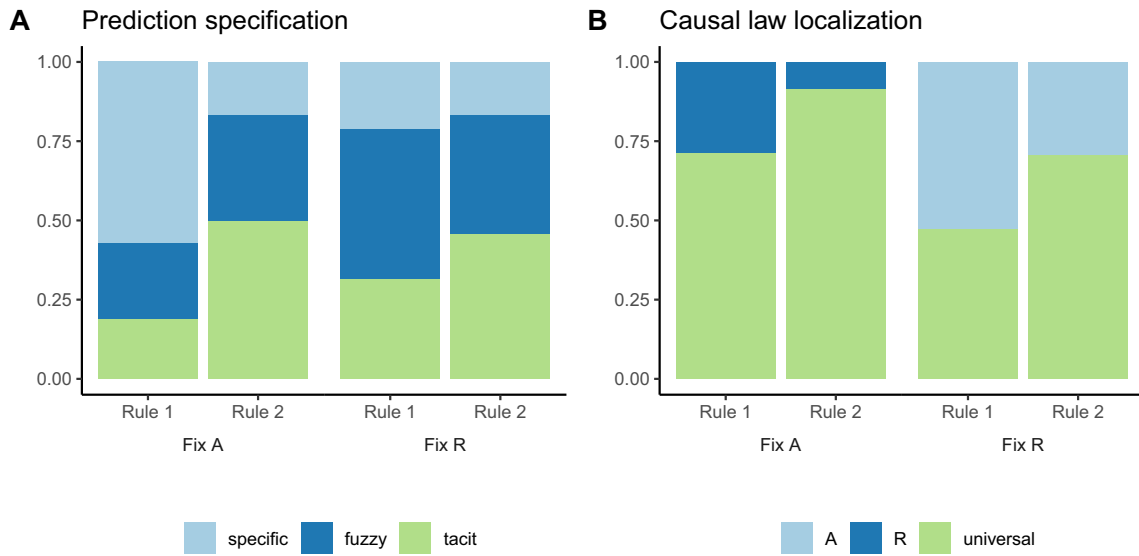 A Prediction specification
1.00
0.75
0.50
0.25
0.00
Rule 1 Rule 2 Rule 1 Rule 2
Fix A Fix R
specific fuzzy tacit
B Causal law localization
1.00
0.75
0.50
0.25
0.00
Rule 1 Rule 2 Rule 1 Rule 2
Fix A Fix R
A R universal